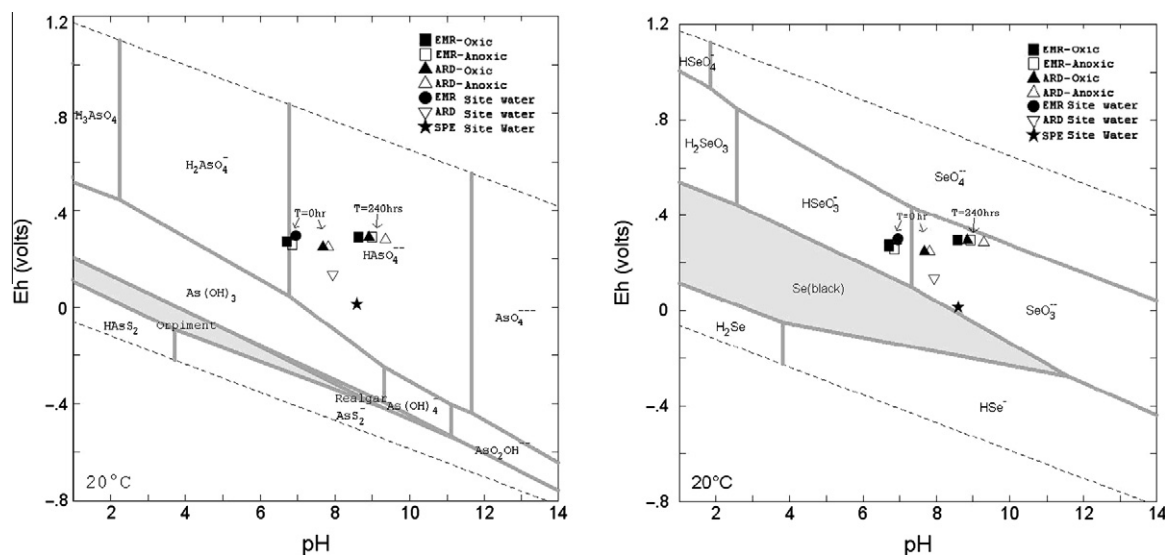 1.2
.8
.4
0
-.4
-.8
Eh (volts)
2
4
6
8
10
12
14
pH
EMR-Oxic
EMR-Anoxic
ARD-Oxic
ARD-Anoxic
EMR Site water
ARD Site water
SPE Site Water
H3AsO4
H2AsO4-
T=0hr
T=240hrs
HAsO4--
AsO4---
As(OH)3
HAsS2
Orpiment
Realgar
As(OH)4-
AsS2-
AsO2OH--
20°C
1.2
.8
.4
0
-.4
-.8
Eh (volts)
2
4
6
8
10
12
14
pH
EMR-Oxic
EMR-Anoxic
ARD-Oxic
ARD-Anoxic
EMR Site water
ARD Site water
SPE Site Water
HSeO4-
H2SeO3
SeO4--
HSeO3-
T=0hr
T=240hrs
Se(black)
SeO3--
H2Se
HSe-
20°C